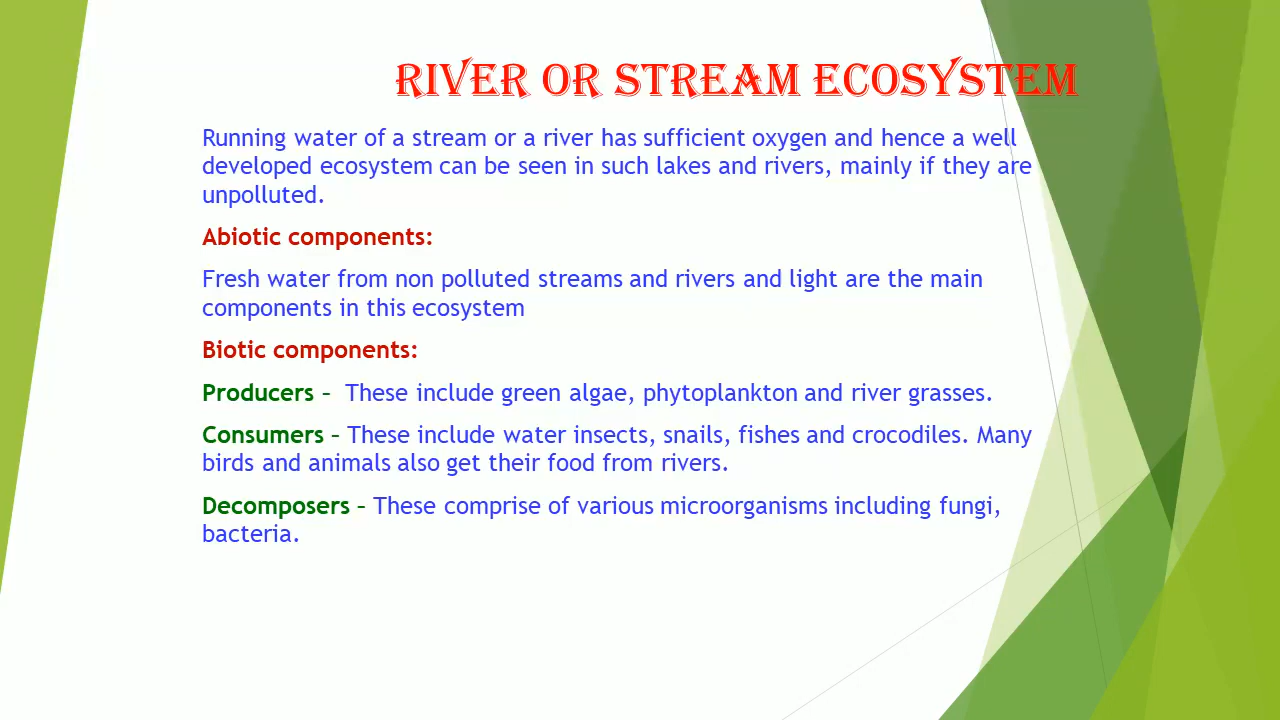 RIVER OR STREAM ECOSYSTEM
Running water of a stream or a river has sufficient oxygen and hence a well
developed ecosystem can be seen in such lakes and rivers, mainly if they are
unpolluted.
Abiotic components:
Fresh water from non polluted streams and rivers and light are the main
components in this ecosystem
Biotic components:
Producers – These include green algae, phytoplankton and river grasses.
Consumers – These include water insects, snails, fishes and crocodiles. Many
birds and animals also get their food from rivers.
Decomposers – These comprise of various microorganisms including fungi,
bacteria.